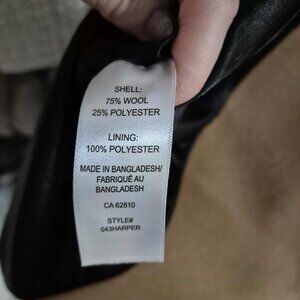 SHELL:
75% WOOL
25% POLYESTER
LINING:
100% POLYESTER
MADE IN BANGLADESH/
FABRIQUÉ AU
BANGLADESH
CA 62810
STYLE#
043HARPER